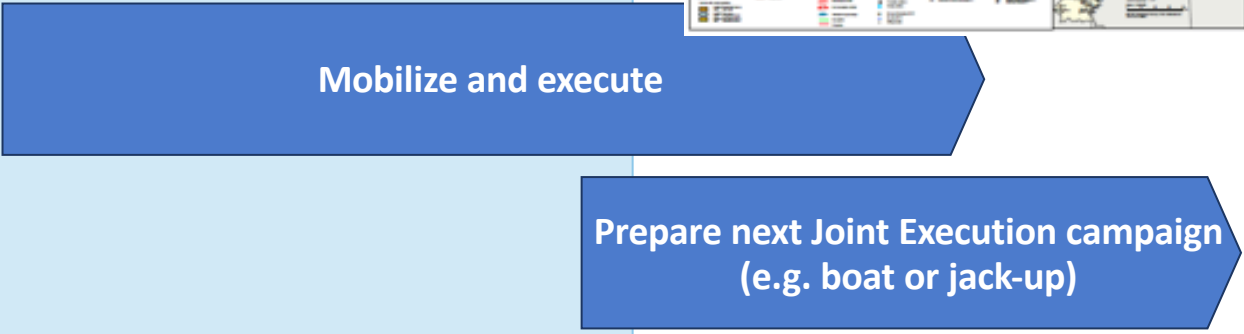 Mobilize and execute
Prepare next Joint Execution campaign
(e.g. boat or jack-up)